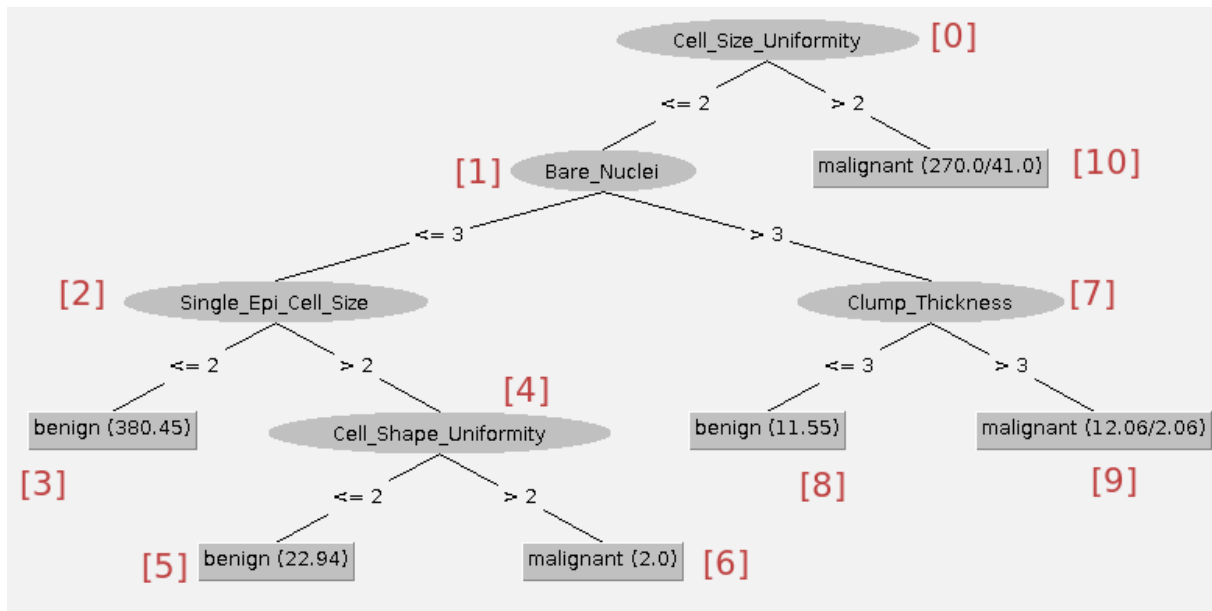 Cell_Size_Uniformity [0]
<= 2 > 2
[1] Bare_Nuclei malignant (270.0/41.0) [10]
<= 3 > 3
[2] Single_Epi_Cell_Size Clump_Thickness [7]
<= 2 > 2 <= 3 > 3
[4]
benign (380.45) Cell_Shape_Uniformity benign (11.55) malignant (12.06/2.06)
[3] [8] [9]
<= 2 > 2
[5] benign (22.94) malignant (2.0) [6]